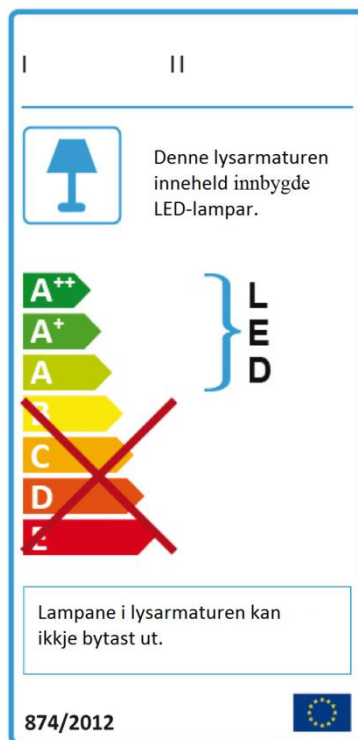 I II
Denne lysarmaturen
inneheld innbygde
LED-lampar.
A++
A+
A
B
C
D
E
L
E
D
Lampane i lysarmaturen kan
ikkje bytast ut.
874/2012